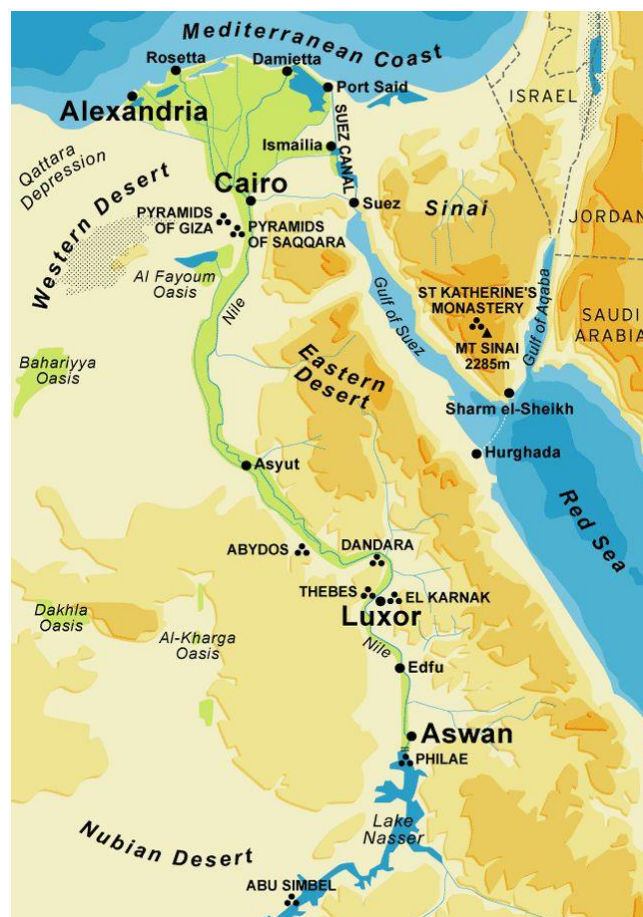 Mediterranean Coast
Rosetta
Damietta
Port Said
Alexandria
ISRAEL
Ismailia
SUEZ CANAL
Qattara
Depression
Western Desert
Cairo
Suez
Sinai
JORDAN
PYRAMIDS
OF GIZA
PYRAMIDS
OF SAQQARA
Al Fayoum
Oasis
Nile
Gulf of Suez
ST KATHERINE'S
MONASTERY
MT SINAI
2285m
Gulf of Aqaba
SAUDI
ARABIA
Bahariyya
Oasis
Eastern
Desert
Sharm el-Sheikh
Hurghada
Asyut
Red Sea
ABYDOS
DANDARA
THEBES
EL KARNAK
Luxor
Dakhla
Oasis
Al-Kharga
Oasis
Nile
Edfu
Aswan
PHILAE
Lake
Nasser
Nubian Desert
ABU SIMBEL